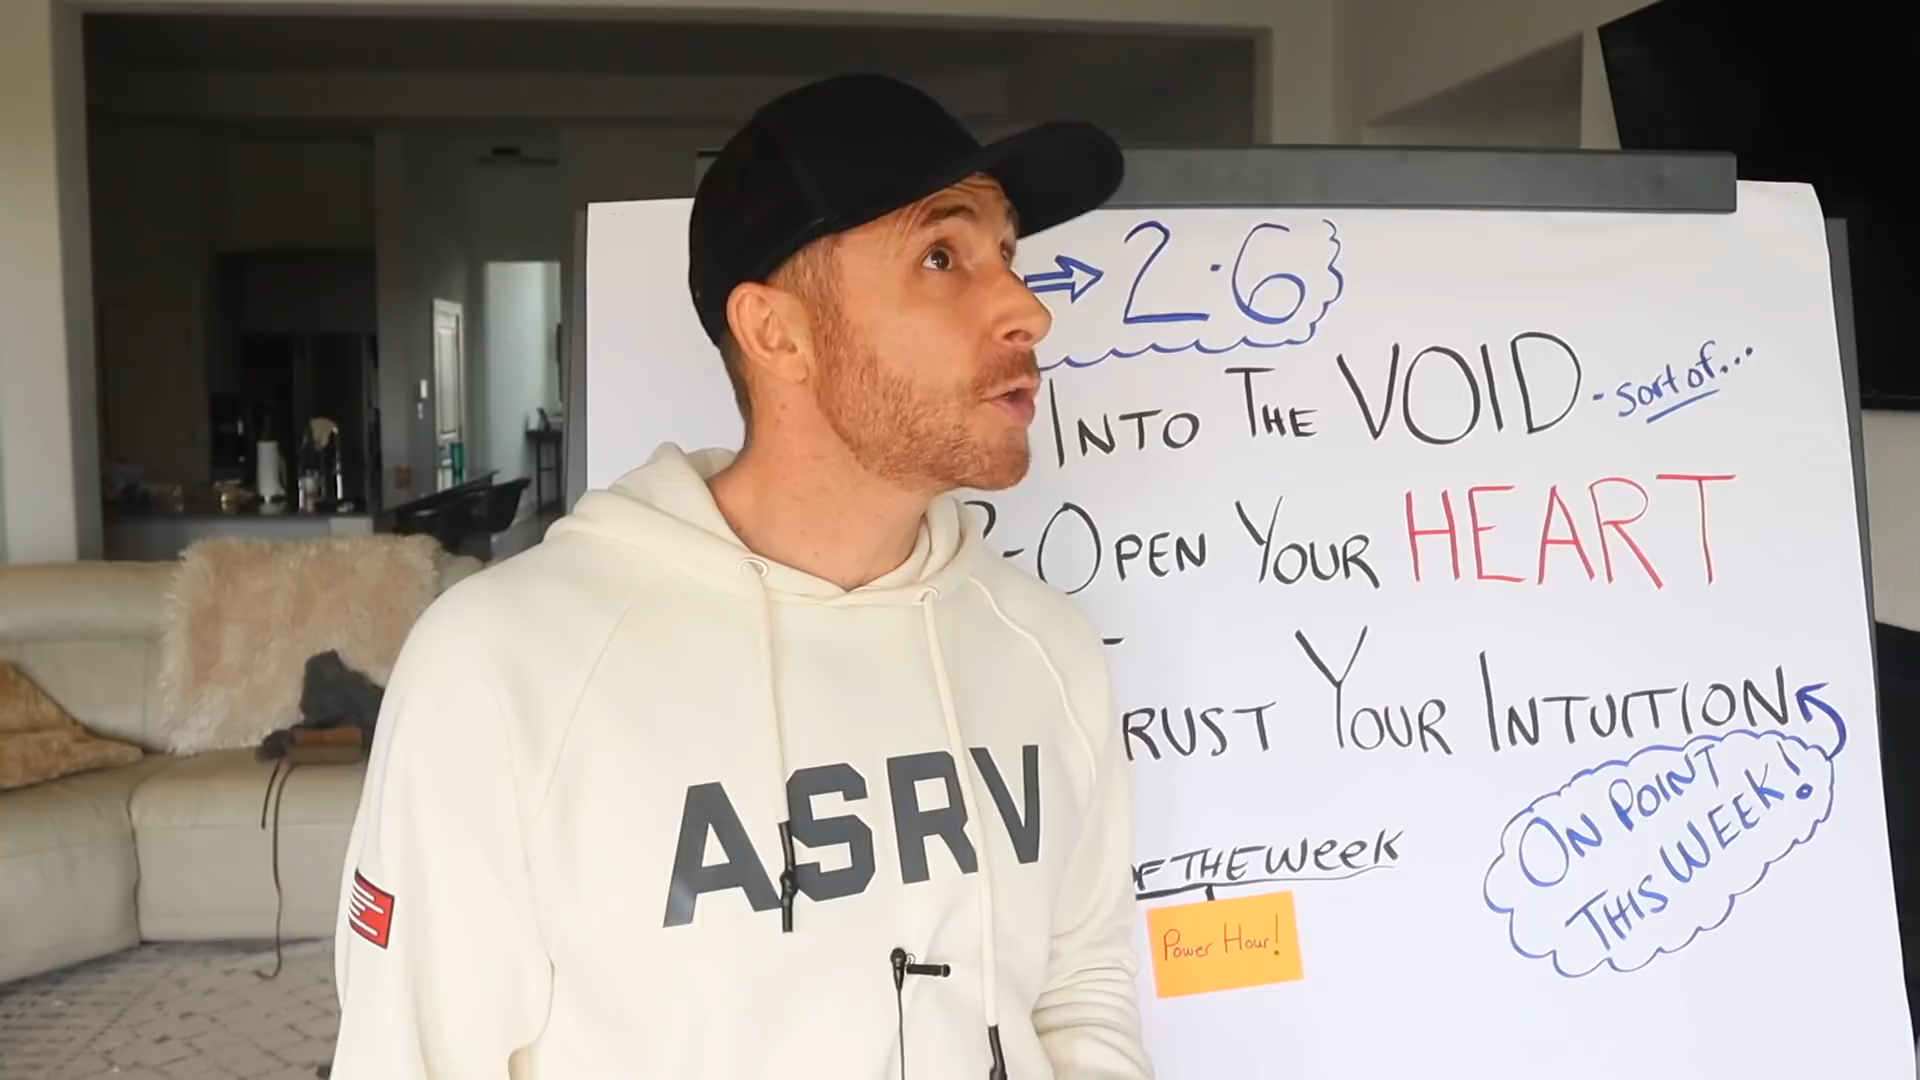 ⇒ 2.6
INTO THE VOID - sort of...
- OPEN YOUR HEART
YOUR INTUITION
ON POINT
THIS WEEK!
THE WEEK
Power Hour!
ASRV